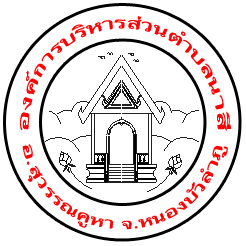 องค์การบริหารส่วนตำบลนาสี
อ.สุวรรณคูหา จ.หนองบัวลำภู